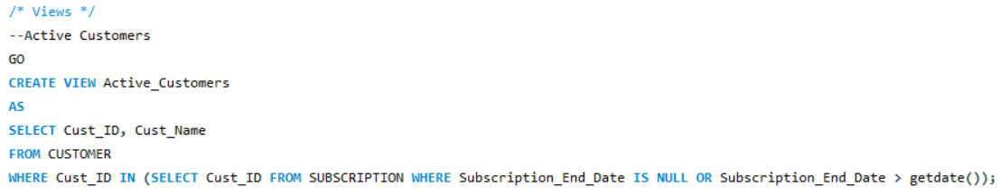 /* Views */
--Active Customers
GO
CREATE VIEW Active_Customers
AS
SELECT Cust_ID, Cust_Name
FROM CUSTOMER
WHERE Cust_ID IN (SELECT Cust_ID FROM SUBSCRIPTION WHERE Subscription_End_Date IS NULL OR Subscription_End_Date > getdate());